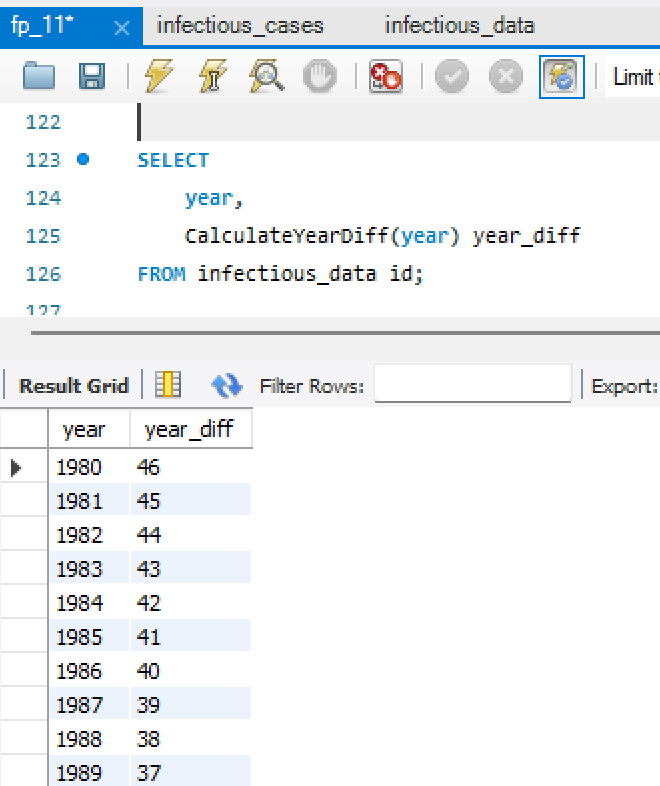 fp_11* × infectious_cases infectious_data
Limit
122
123 SELECT
124 year,
125 CalculateYearDiff(year) year_diff
126 FROM infectious_data id;
127
Result Grid Filter Rows: Export:
year year_diff
1980 46
1981 45
1982 44
1983 43
1984 42
1985 41
1986 40
1987 39
1988 38
1989 37